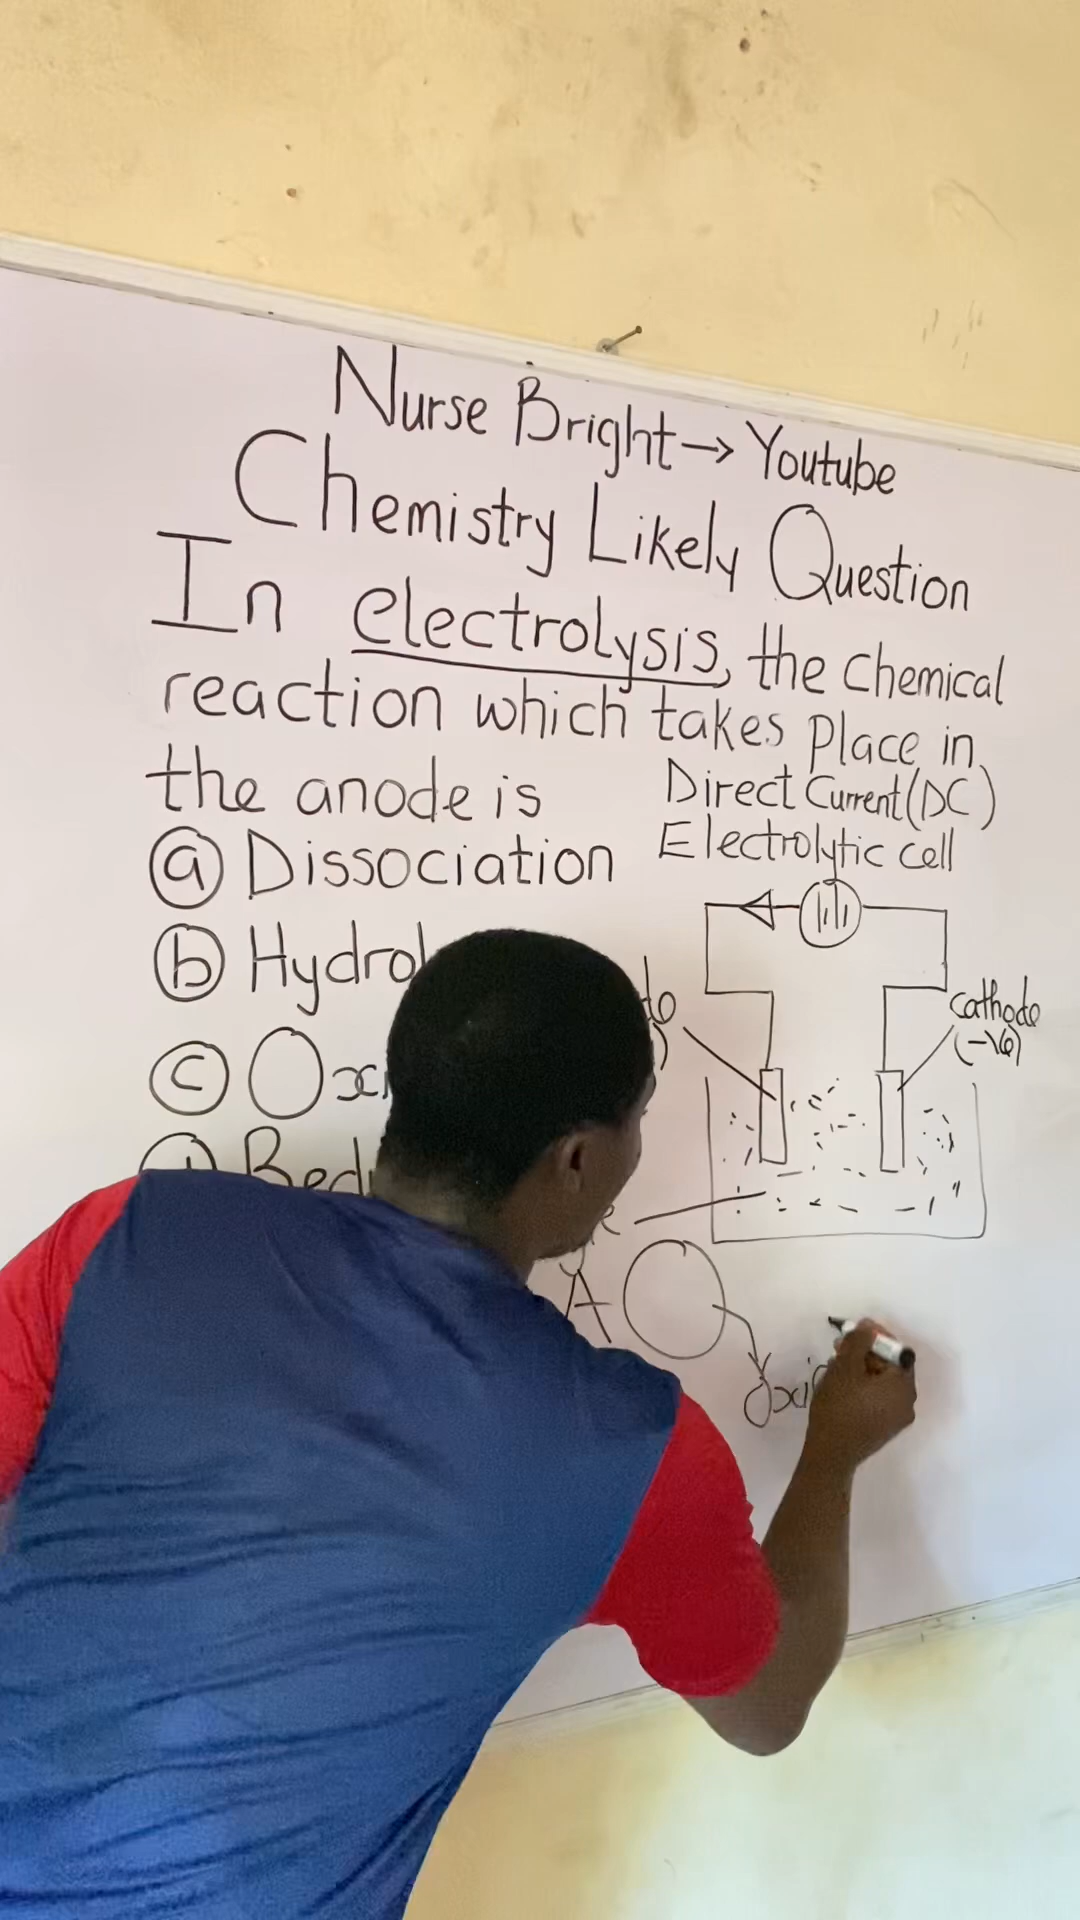 Nurse Bright → Youtube
Chemistry Likely Question
In electrolysis, the chemical
reaction which takes place in
the anode is
Direct Current (DC)
Electrolytic cell
(a) Dissociation
(b)
(c)
cathode
(-ve)
A O